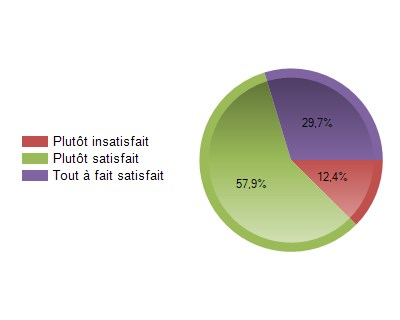 Plutôt insatisfait
Plutôt satisfait
Tout à fait satisfait
29,7%
12,4%
57,9%